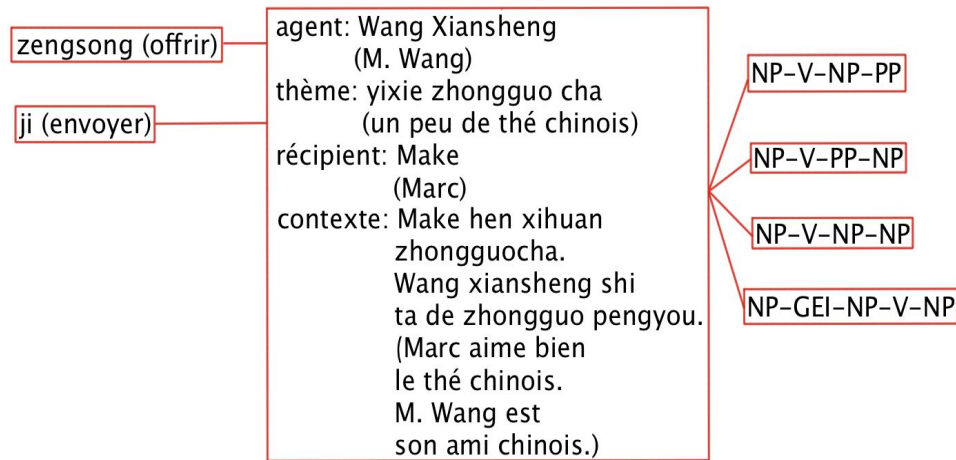 zengsong (offrir)
ji (envoyer)
agent: Wang Xiansheng
(M. Wang)
thème: yixie zhongguo cha
(un peu de thé chinois)
récipient: Make
(Marc)
contexte: Make hen xihuan
zhongguocha.
Wang xiansheng shi
ta de zhongguo pengyou.
(Marc aime bien
le thé chinois.
M. Wang est
son ami chinois.)
NP-V-NP-PP
NP-V-PP-NP
NP-V-NP-NP
NP-GEI-NP-V-NP